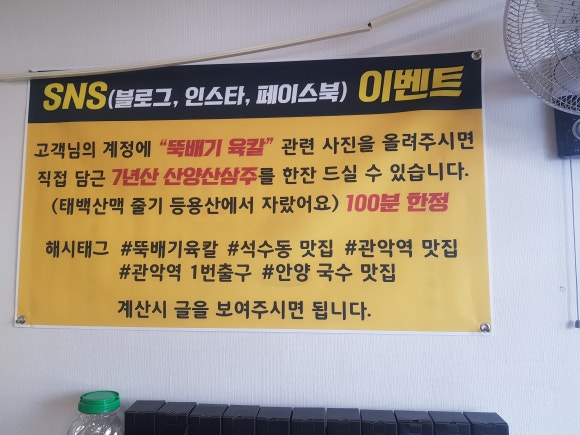 SNS(블로그, 인스타, 페이스북) 이벤트
고객님의 계정에 "뚝배기 육칼" 관련 사진을 올려주시면
직접 담근 7년산 산양산삼주를 한잔 드실 수 있습니다.
(태백산맥 줄기 등용산에서 자랐어요) 100분 한정
해시태그 #뚝배기육칼 #석수동 맛집 #관악역 맛집
#관악역 1번출구 #안양 국수 맛집
계산시 글을 보여주시면 됩니다.